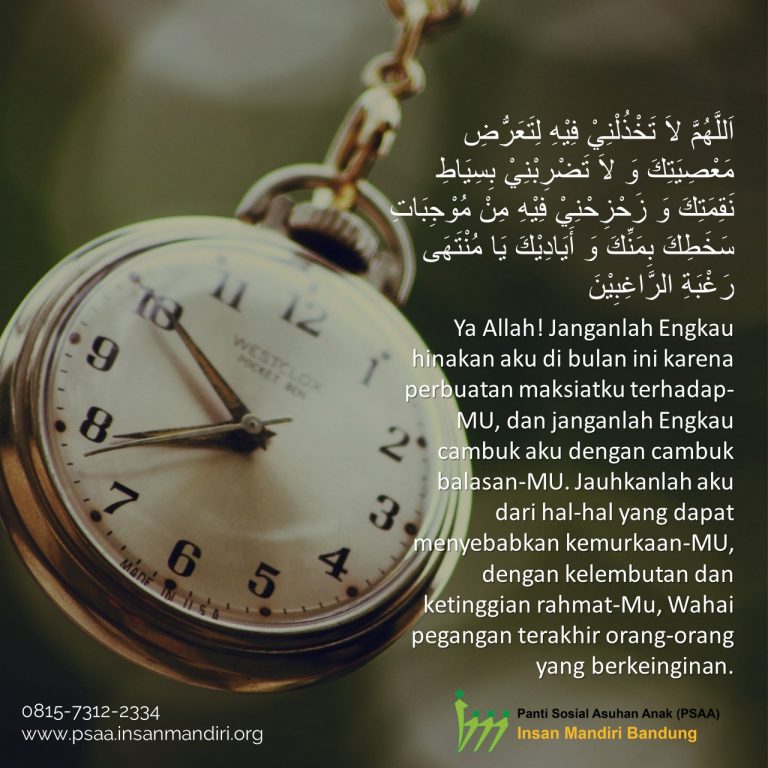 اَللَّهُمَّ لاَ تَخْذُلْنِيْ فِيْهِ لِتَعَرُّضِ
مَعْصِيَتِكَ وَ لاَ تَضْرِبْنِيْ بِسِيَاطِ
نَقِمَتِكَ وَ زَحْزِحْنِيْ فِيْهِ مِنْ مُوْجِبَاتِ
سَخَطِكَ بِمَنِّكَ وَ أَيَادِيْكَ يَا مُنْتَهَى
رَغْبَةِ الرَّاغِبِيْنَ
Ya Allah! Janganlah Engkau
hinakan aku di bulan ini karena
perbuatan maksiatku terhadap-
MU, dan janganlah Engkau
cambuk aku dengan cambuk
balasan-MU. Jauhkanlah aku
dari hal-hal yang dapat
menyebabkan kemurkaan-MU,
dengan kelembutan dan
ketinggian rahmat-Mu, Wahai
pegangan terakhir orang-orang
yang berkeinginan.
11 12 1
10
WESTCLOX
POCKET BEN
9
8
2
7
3
6 5 4
MADE IN U.S.A
0815-7312-2334
www.psaa.insanmandiri.org
Panti Sosial Asuhan Anak (PSAA)
Insan Mandiri Bandung